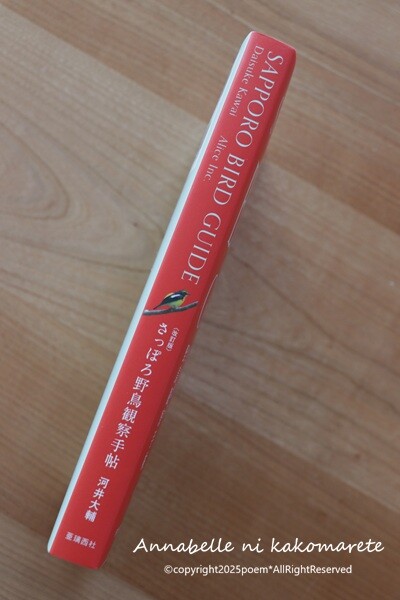 SAPPORO BIRD GUIDE
Daisuke Kawai
Alice Inc.
〈改訂版〉
さっぽろ野鳥観察手帖
河井大輔
亜璃西社
Annabelle ni kakomarete
©copyright2025poem*AllRightReserved